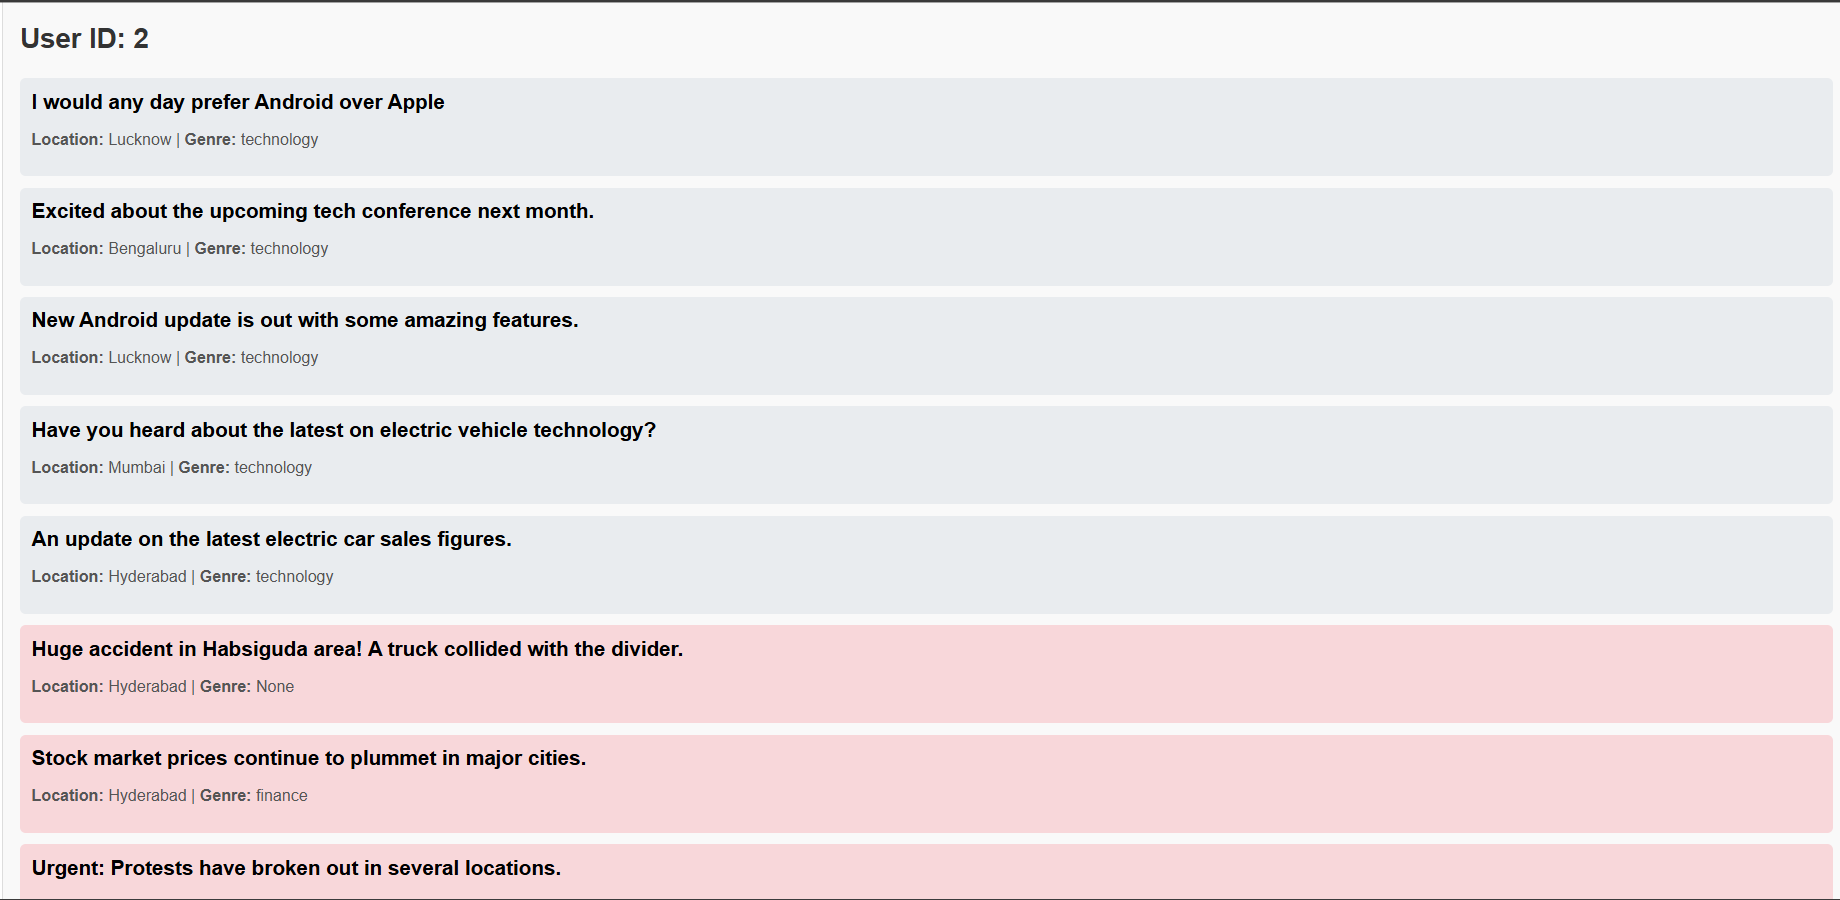 User ID: 2
I would any day prefer Android over Apple
Location: Lucknow | Genre: technology
Excited about the upcoming tech conference next month.
Location: Bengaluru | Genre: technology
New Android update is out with some amazing features.
Location: Lucknow | Genre: technology
Have you heard about the latest on electric vehicle technology?
Location: Mumbai | Genre: technology
An update on the latest electric car sales figures.
Location: Hyderabad | Genre: technology
Huge accident in Habsiguda area! A truck collided with the divider.
Location: Hyderabad | Genre: None
Stock market prices continue to plummet in major cities.
Location: Hyderabad | Genre: finance
Urgent: Protests have broken out in several locations.